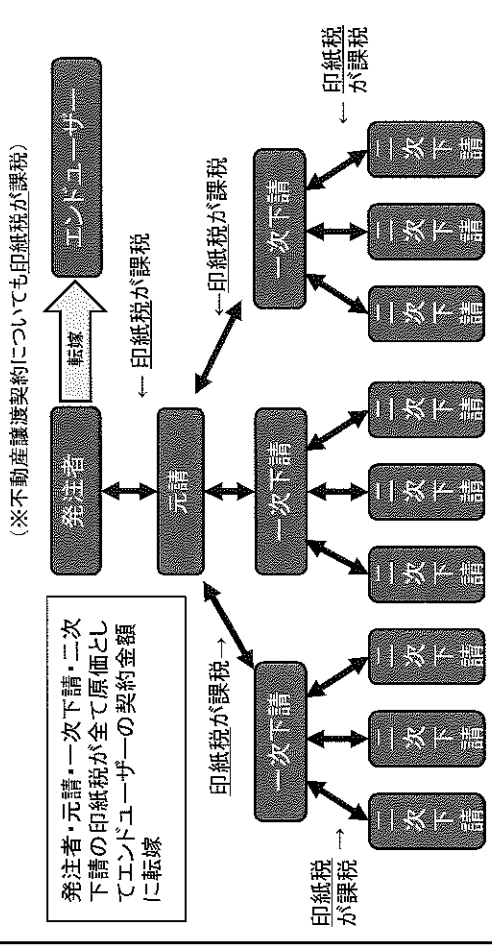 (※不動産譲渡契約についても印紙税が課税)
発注者
転嫁
エンドユーザー
発注者・元請・一次下請・二次
下請の印紙税が全て原価とし
てエンドユーザーの契約金額
に転嫁
← 印紙税が課税
元請
印紙税が課税→
←印紙税が課税
一次下請
一次下請
一次下請
印紙税 →
が課税
← 印紙税
が課税
二次下請
二次下請
二次下請
二次下請
二次下請
二次下請
二次下請
二次下請
二次下請